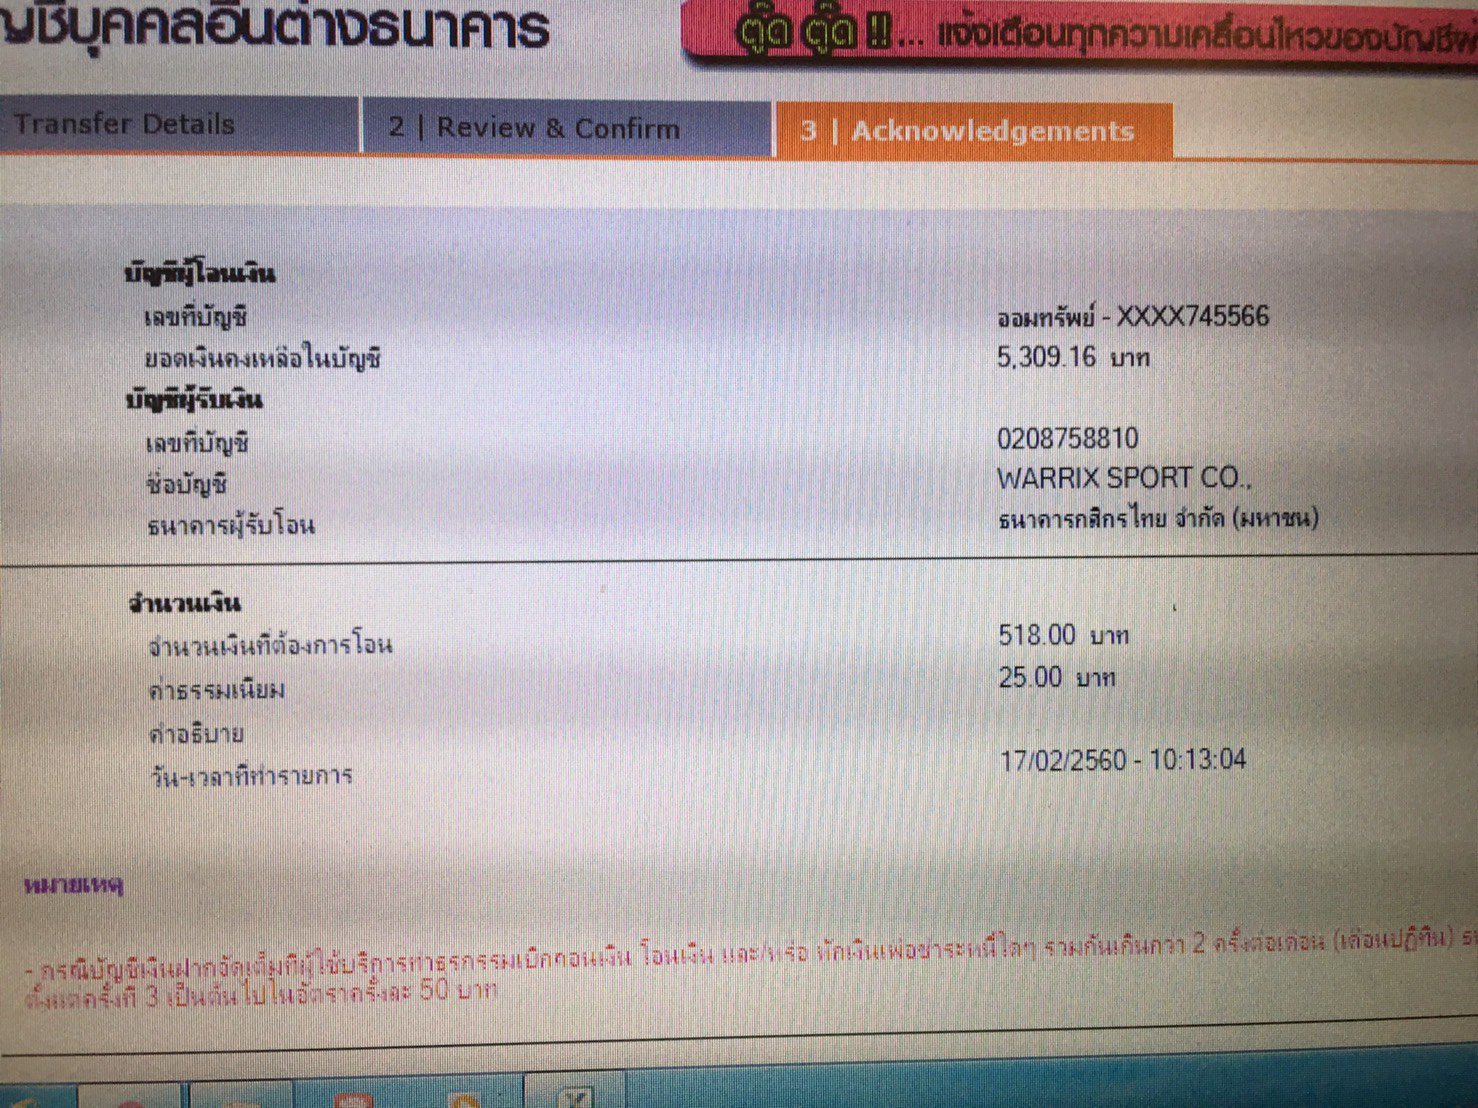 ญชีบุคคลอื่นต่างธนาคาร
ตู๊ด ตู๊ด !!... แจ้งเตือนทุกความเคลื่อนไหวของบัญชี
Transfer Details
2 | Review & Confirm
3 | Acknowledgements
บัญชีผู้โอนเงิน
เลขที่บัญชี ออมทรัพย์ - XXXX745566
ยอดเงินคงเหลือในบัญชี 5,309.16 บาท
บัญชีผู้รับเงิน
เลขที่บัญชี 0208758810
ชื่อบัญชี WARRIX SPORT CO.,
ธนาคารผู้รับโอน ธนาคารกสิกรไทย จำกัด (มหาชน)
จำนวนเงิน
จำนวนเงินที่ต้องการโอน 518.00 บาท
ค่าธรรมเนียม 25.00 บาท
คำอธิบาย
วัน-เวลาที่ทำรายการ 17/02/2560 - 10:13:04
หมายเหตุ
- กรณีบัญชีเงินฝากอัตเต็มที่ผู้ใช้บริการทำธุรกรรมเบิกถอนเงิน โอนเงิน และ/หรือ หักเงินเพื่อชำระหนี้ใดๆ รวมกันเกินกว่า 2 ครั้งต่อเดือน (เดือนปฏิทิน)
ตั้งแต่ครั้งที่ 3 เป็นต้นไปในอัตราครั้งละ 50 บาท